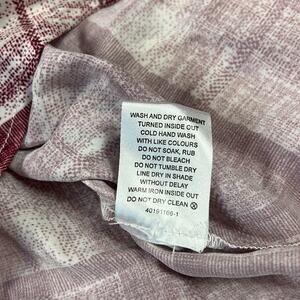 WASH AND DRY GARMENT
TURNED INSIDE OUT
COLD HAND WASH
WITH LIKE COLOURS
DO NOT SOAK, RUB
DO NOT BLEACH
DO NOT TUMBLE DRY
LINE DRY IN SHADE
WITHOUT DELAY
WARM IRON INSIDE OUT
DO NOT DRY CLEAN Ⓧ
40191166-1